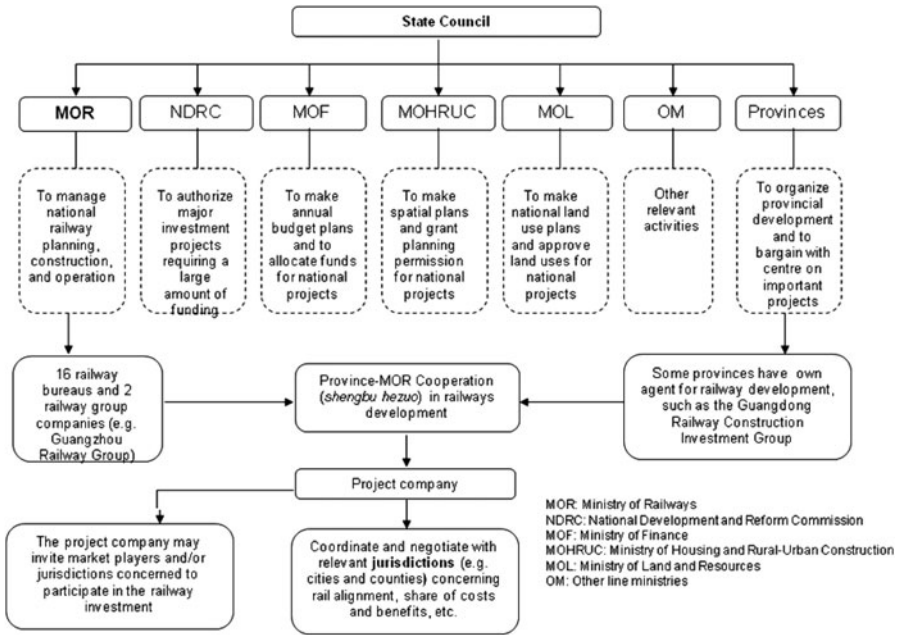 State Council
MOR
NDRC
MOF
MOHRUC
MOL
OM
Provinces
To manage
national
railway
planning,
construction,
and operation
To authorize
major
investment
projects
requiring a
large
amount of
funding
To make
annual
budget plans
and to
allocate funds
for national
projects
To make
spatial plans
and grant
planning
permission
for national
projects
To make
national land
use plans
and approve
land uses for
national
projects
Other
relevant
activities
To organize
provincial
development
and to
bargain with
centre on
important
projects
16 railway
bureaus and 2
railway group
companies (e.g.
Guangzhou
Railway Group)
Province-MOR Cooperation
(shengbu hezuo) in railways
development
Some provinces have own
agent for railway development,
such as the Guangdong
Railway Construction
Investment Group
Project company
The project company may
invite market players and/or
jurisdictions concerned to
participate in the railway
investment
Coordinate and negotiate with
relevant jurisdictions (e.g.
cities and counties) concerning
rail alignment, share of costs
and benefits, etc.
MOR: Ministry of Railways
NDRC: National Development and Reform Commission
MOF: Ministry of Finance
MOHRUC: Ministry of Housing and Rural-Urban Construction
MOL: Ministry of Land and Resources
OM: Other line ministries